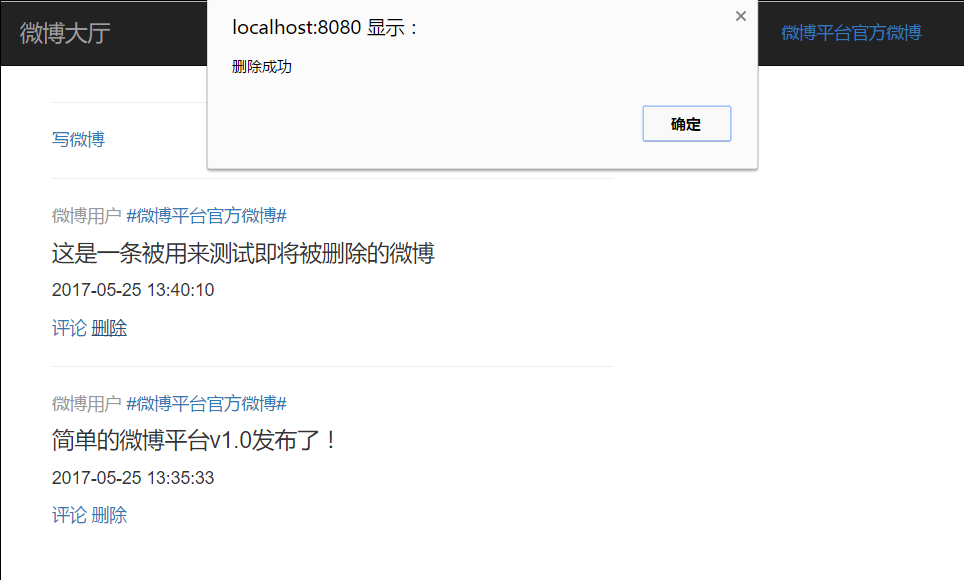 微博大厅
localhost:8080 显示：
微博平台官方微博
删除成功
确定
写微博
微博用户 #微博平台官方微博#
这是一条被用来测试即将被删除的微博
2017-05-25 13:40:10
评论 删除
微博用户 #微博平台官方微博#
简单的微博平台v1.0发布了！
2017-05-25 13:35:33
评论 删除